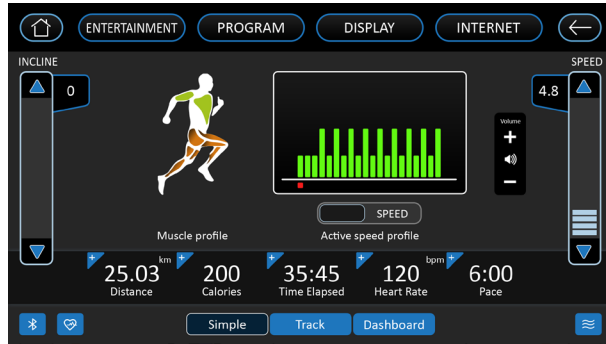 ENTERTAINMENT
PROGRAM
DISPLAY
INTERNET
INCLINE
SPEED
0
4.8
Volume
+
−
SPEED
Muscle profile
Active speed profile
+
25.03 km
Distance
+
200
Calories
+
35:45
Time Elapsed
+
120 bpm
Heart Rate
+
6:00
Pace
Simple
Track
Dashboard